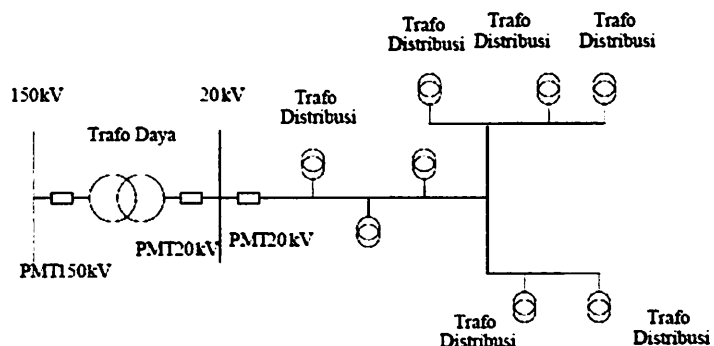 Trafo
Distribusi
Trafo
Distribusi
Trafo
Distribusi
150kV
20kV
Trafo Daya
Trafo
Distribusi
PMT150kV
PMT20kV
PMT20kV
Trafo
Distribusi
Trafo
Distribusi